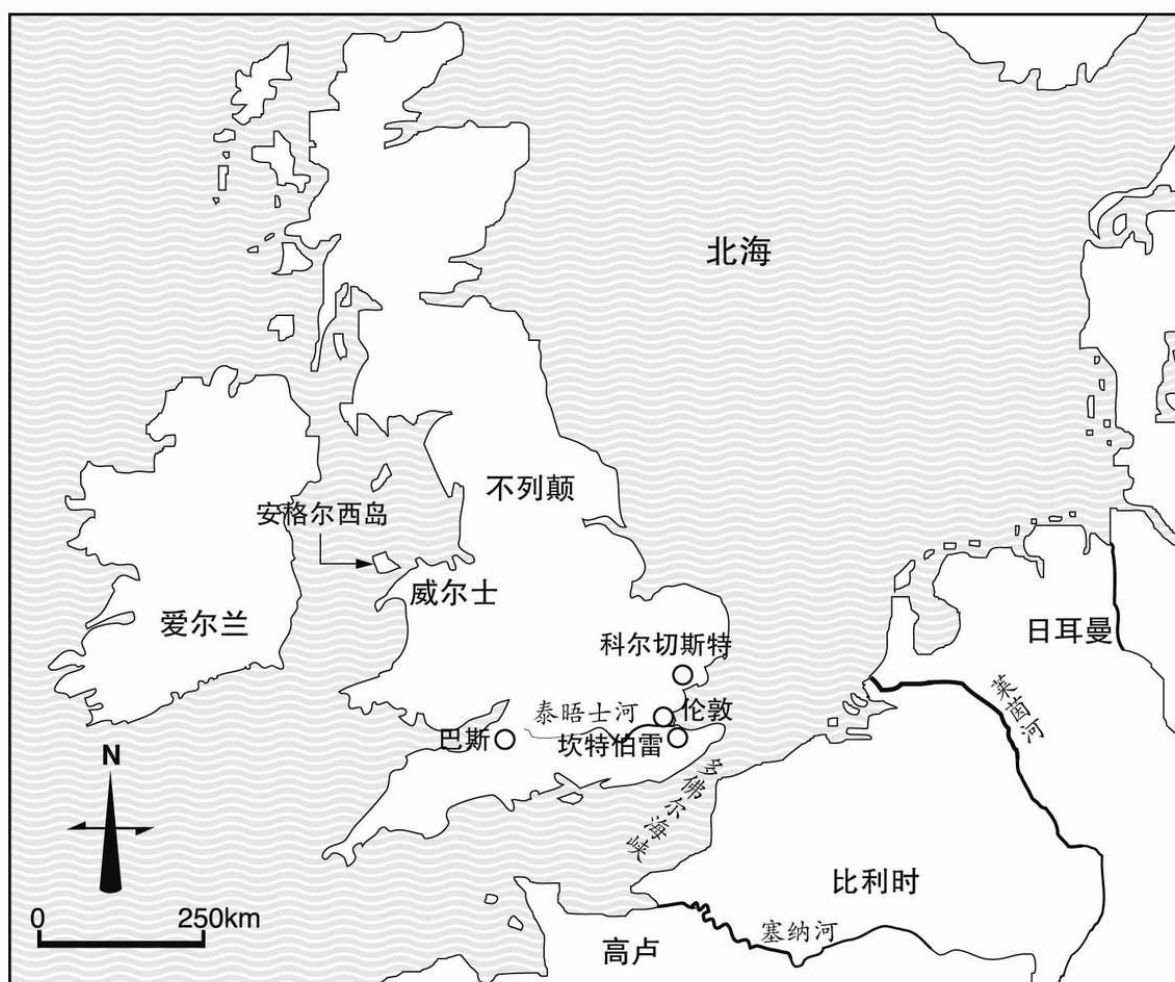 北海
不列颠
安格尔西岛
威尔士
爱尔兰
科尔切斯特
日耳曼
莱茵河
泰晤士河
伦敦
巴斯
坎特伯雷
多佛尔海峡
N
比利时
0 250km
塞纳河
高卢